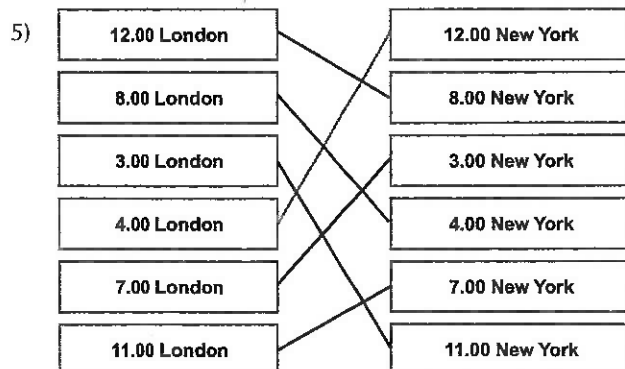 5)
12.00 London 12.00 New York
8.00 London 8.00 New York
3.00 London 3.00 New York
4.00 London 4.00 New York
7.00 London 7.00 New York
11.00 London 11.00 New York